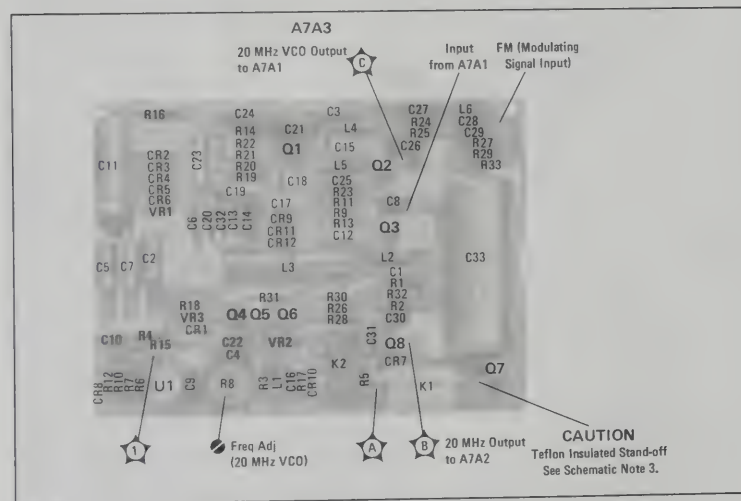 A7A3
20 MHz VCO Output
to A7A1
C
Input
from A7A1
FM (Modulating
Signal Input)
R16
C24
C3
C27
L6
R14
C21
L4
R24
C28
R22
Q1
C15
R25
C29
CR2
R21
C26
R27
C11
CR3
C23
R20
L5
Q2
R29
CR4
R19
C18
C25
R33
CR5
C19
R23
CR6
C17
R11
C8
VR1
C6
C20
C32
C13
C14
CR9
R9
CR11
R13
Q3
CR12
C12
C5
C7
C2
L3
L2
C33
C1
R1
R18
R31
R30
R32
VR3
Q4
Q5
Q6
R26
R2
CR1
R28
C30
C10
R4
R15
C22
VR2
C31
Q8
C4
K2
CR7
Q7
CR8
R12
R10
R7
R6
U1
C9
R8
R3
L1
C16
R17
CR10
R5
K1
1
Freq Adj
(20 MHz VCO)
A
B
20 MHz Output
to A7A2
CAUTION
Teflon Insulated Stand-off
See Schematic Note 3.